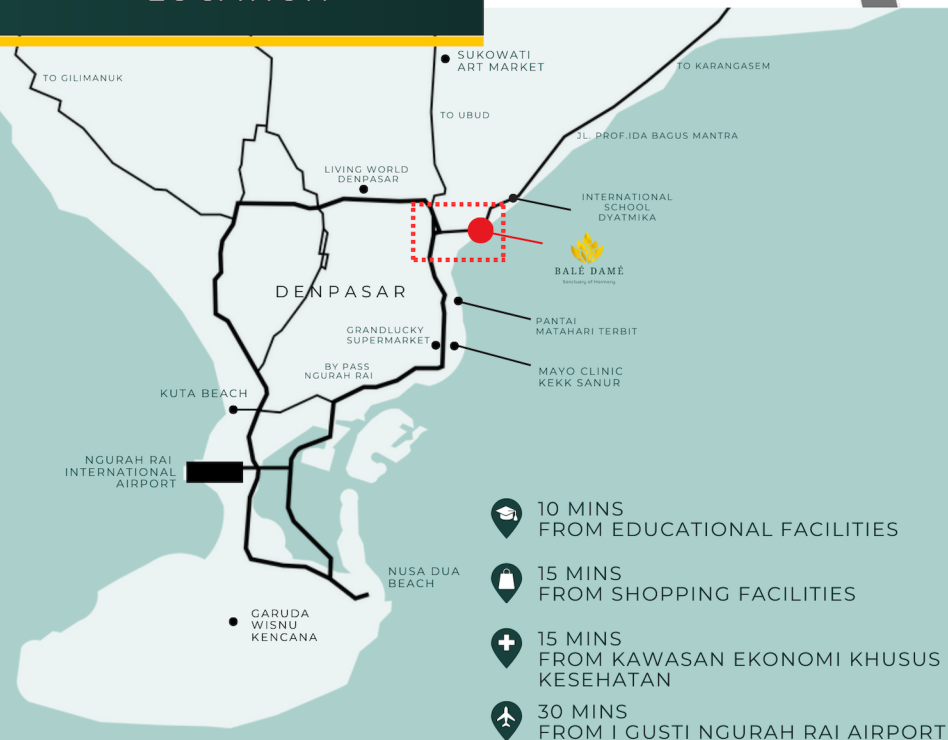 SUKOWATI
ART MARKET
TO GILIMANUK
TO KARANGASEM
TO UBUD
JL. PROF.IDA BAGUS MANTRA
LIVING WORLD
DENPASAR
INTERNATIONAL
SCHOOL
DYATMIKA
BALÉ DAMÉ
Sanctuary of Harmony
DENPASAR
PANTAI
MATAHARI TERBIT
GRANDLUCKY
SUPERMARKET
BY PASS
NGURAH RAI
MAYO CLINIC
KEKK SANUR
KUTA BEACH
NGURAH RAI
INTERNATIONAL
AIRPORT
NUSA DUA
BEACH
GARUDA
WISNU
KENCANA
10 MINS
FROM EDUCATIONAL FACILITIES
15 MINS
FROM SHOPPING FACILITIES
15 MINS
FROM KAWASAN EKONOMI KHUSUS
KESEHATAN
30 MINS
FROM I GUSTI NGURAH RAI AIRPORT